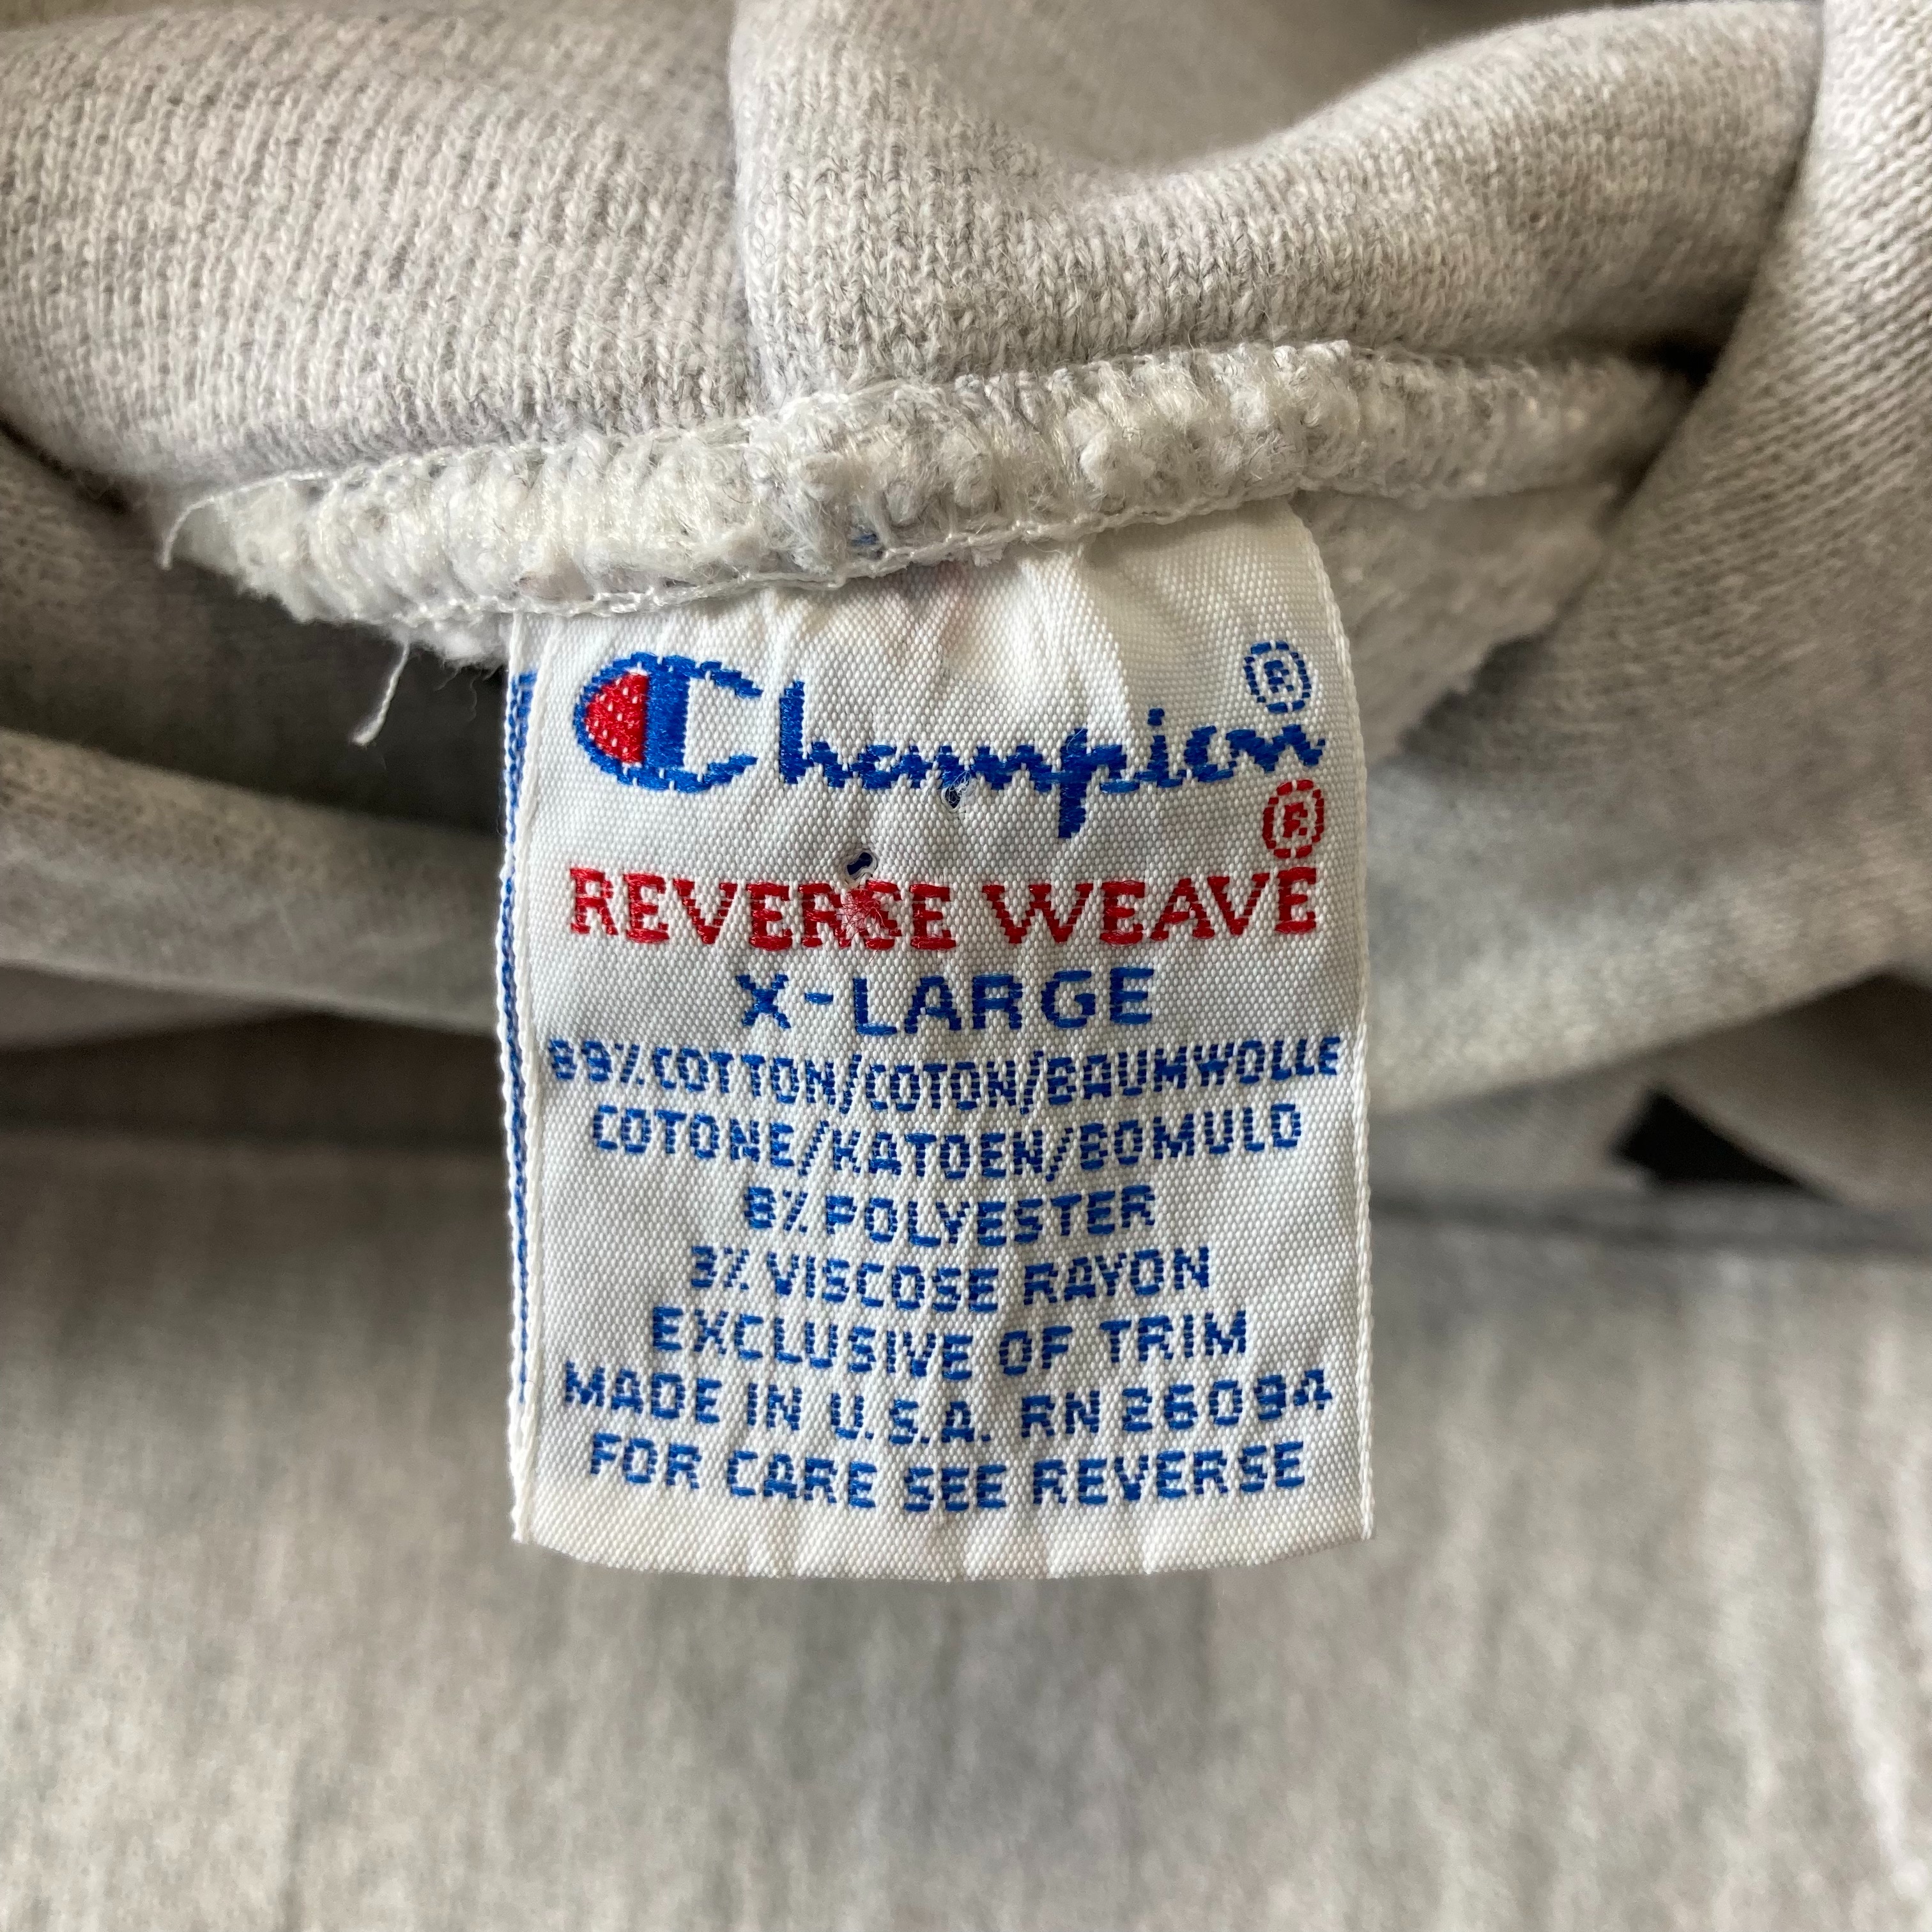 Champion®
®
REVERSE WEAVE
X-LARGE
89%COTTON/COTON/BAUMWOLLE
COTONE/KATOEN/BOMULD
8%POLYESTER
3%VISCOSE RAYON
EXCLUSIVE OF TRIM
MADE IN U.S.A. RN 26094
FOR CARE SEE REVERSE